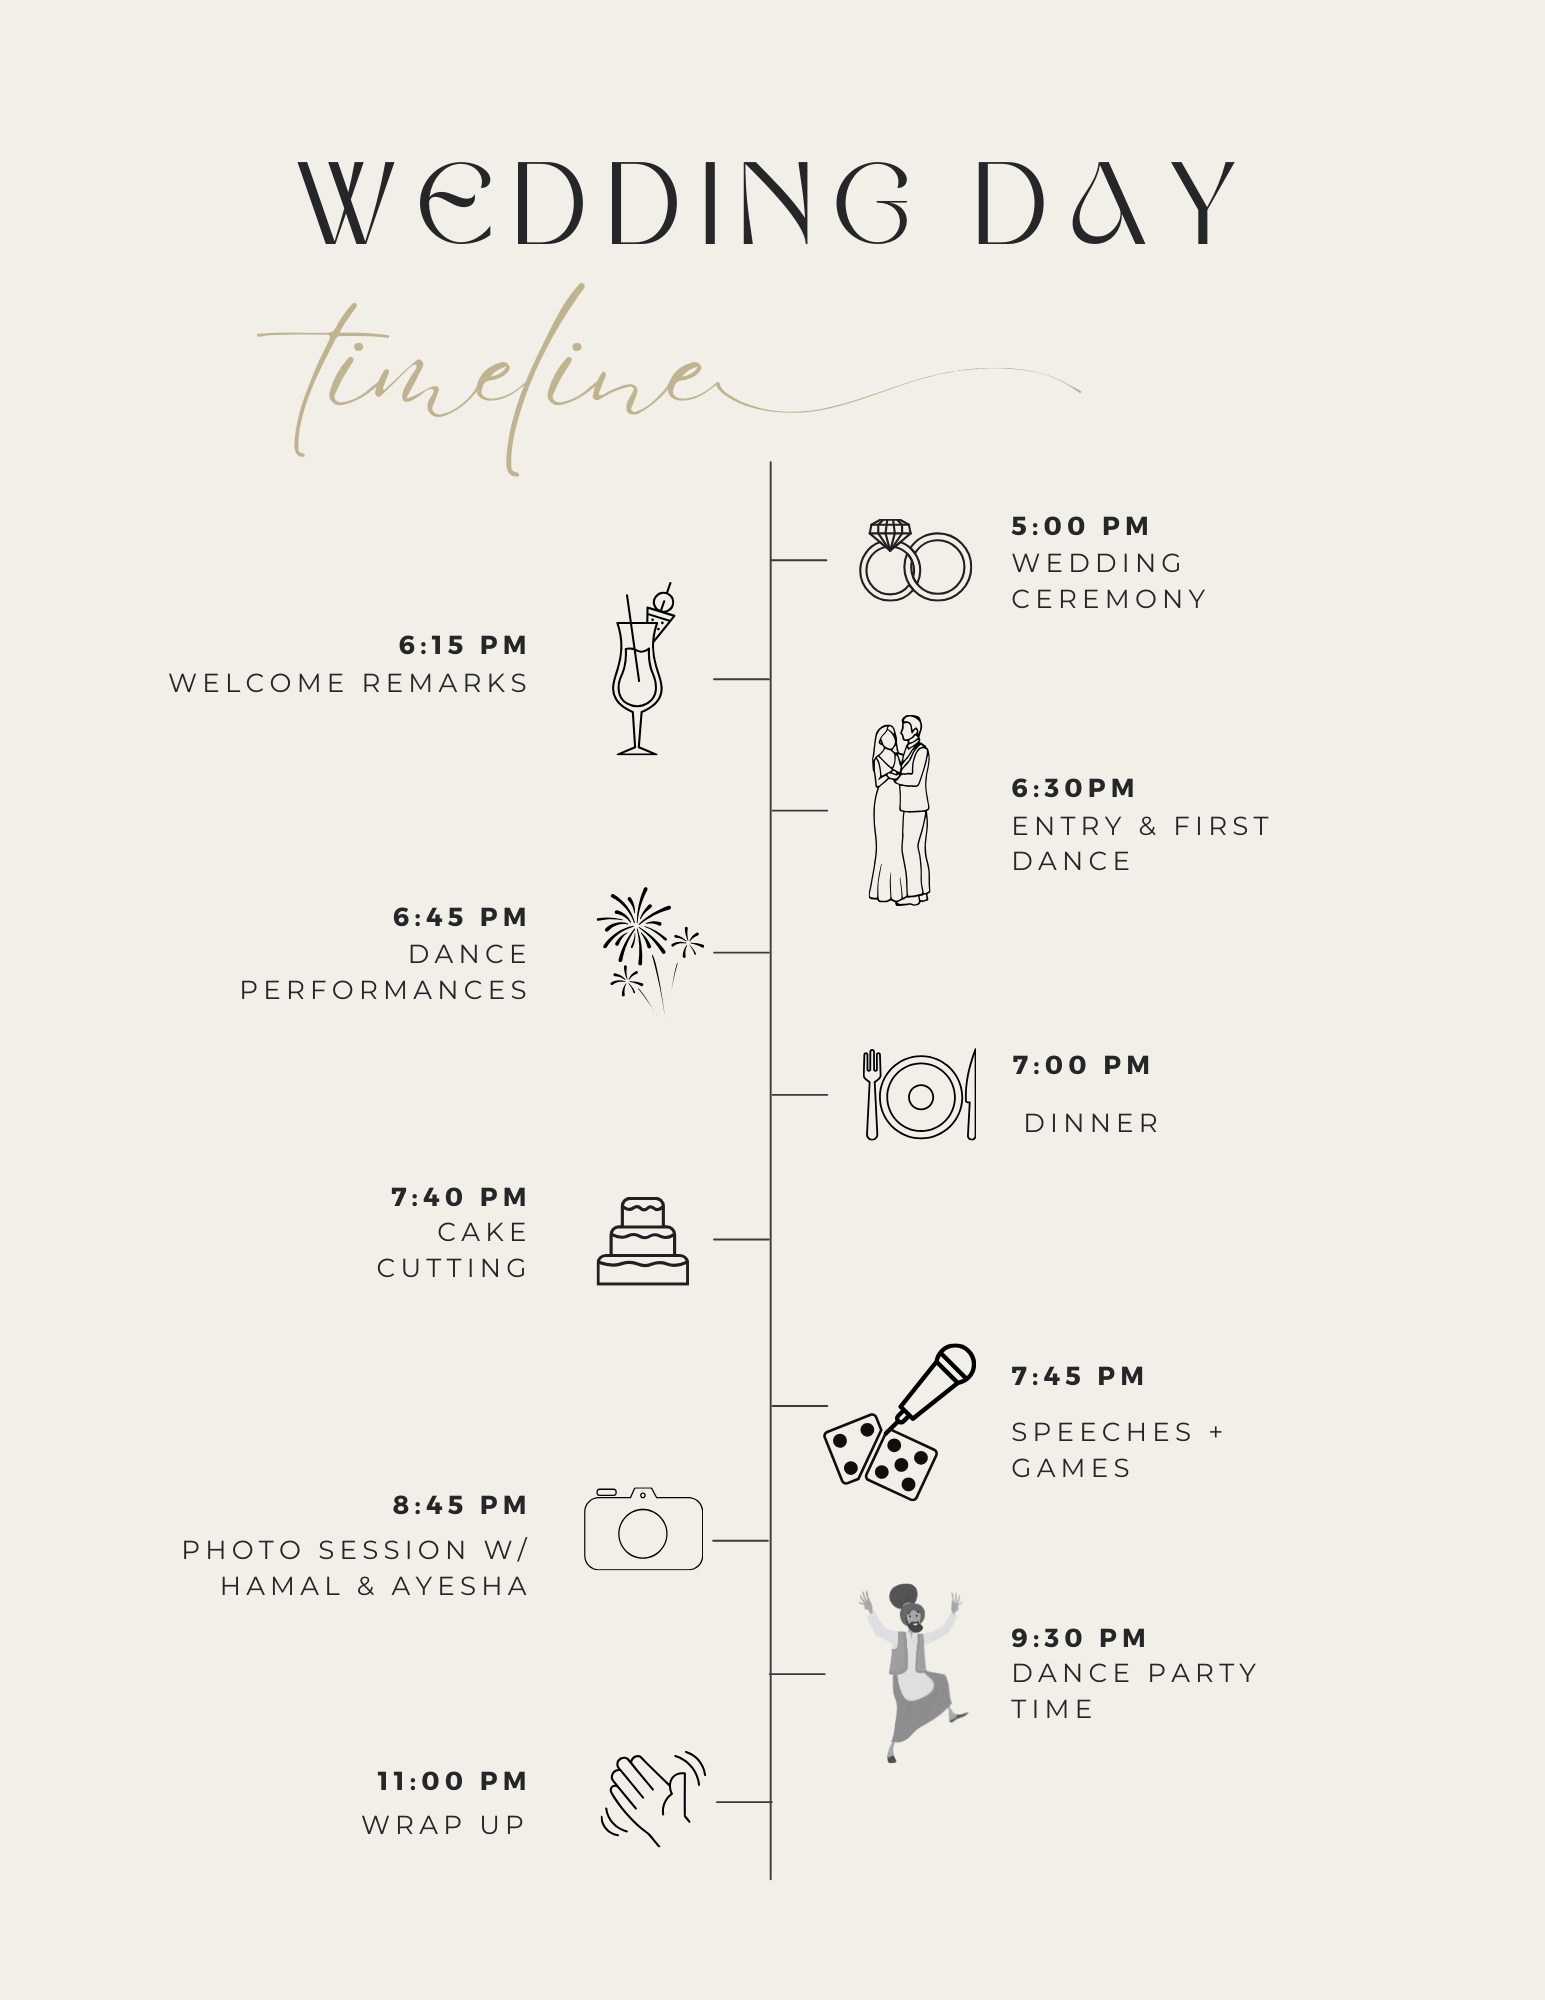 WEDDING DAY
timeline
5:00 PM
WEDDING
CEREMONY
6:15 PM
WELCOME REMARKS
6:30PM
ENTRY & FIRST
DANCE
6:45 PM
DANCE
PERFORMANCES
7:00 PM
DINNER
7:40 PM
CAKE
CUTTING
7:45 PM
SPEECHES +
GAMES
8:45 PM
PHOTO SESSION W/
HAMAL & AYESHA
9:30 PM
DANCE PARTY
TIME
11:00 PM
WRAP UP